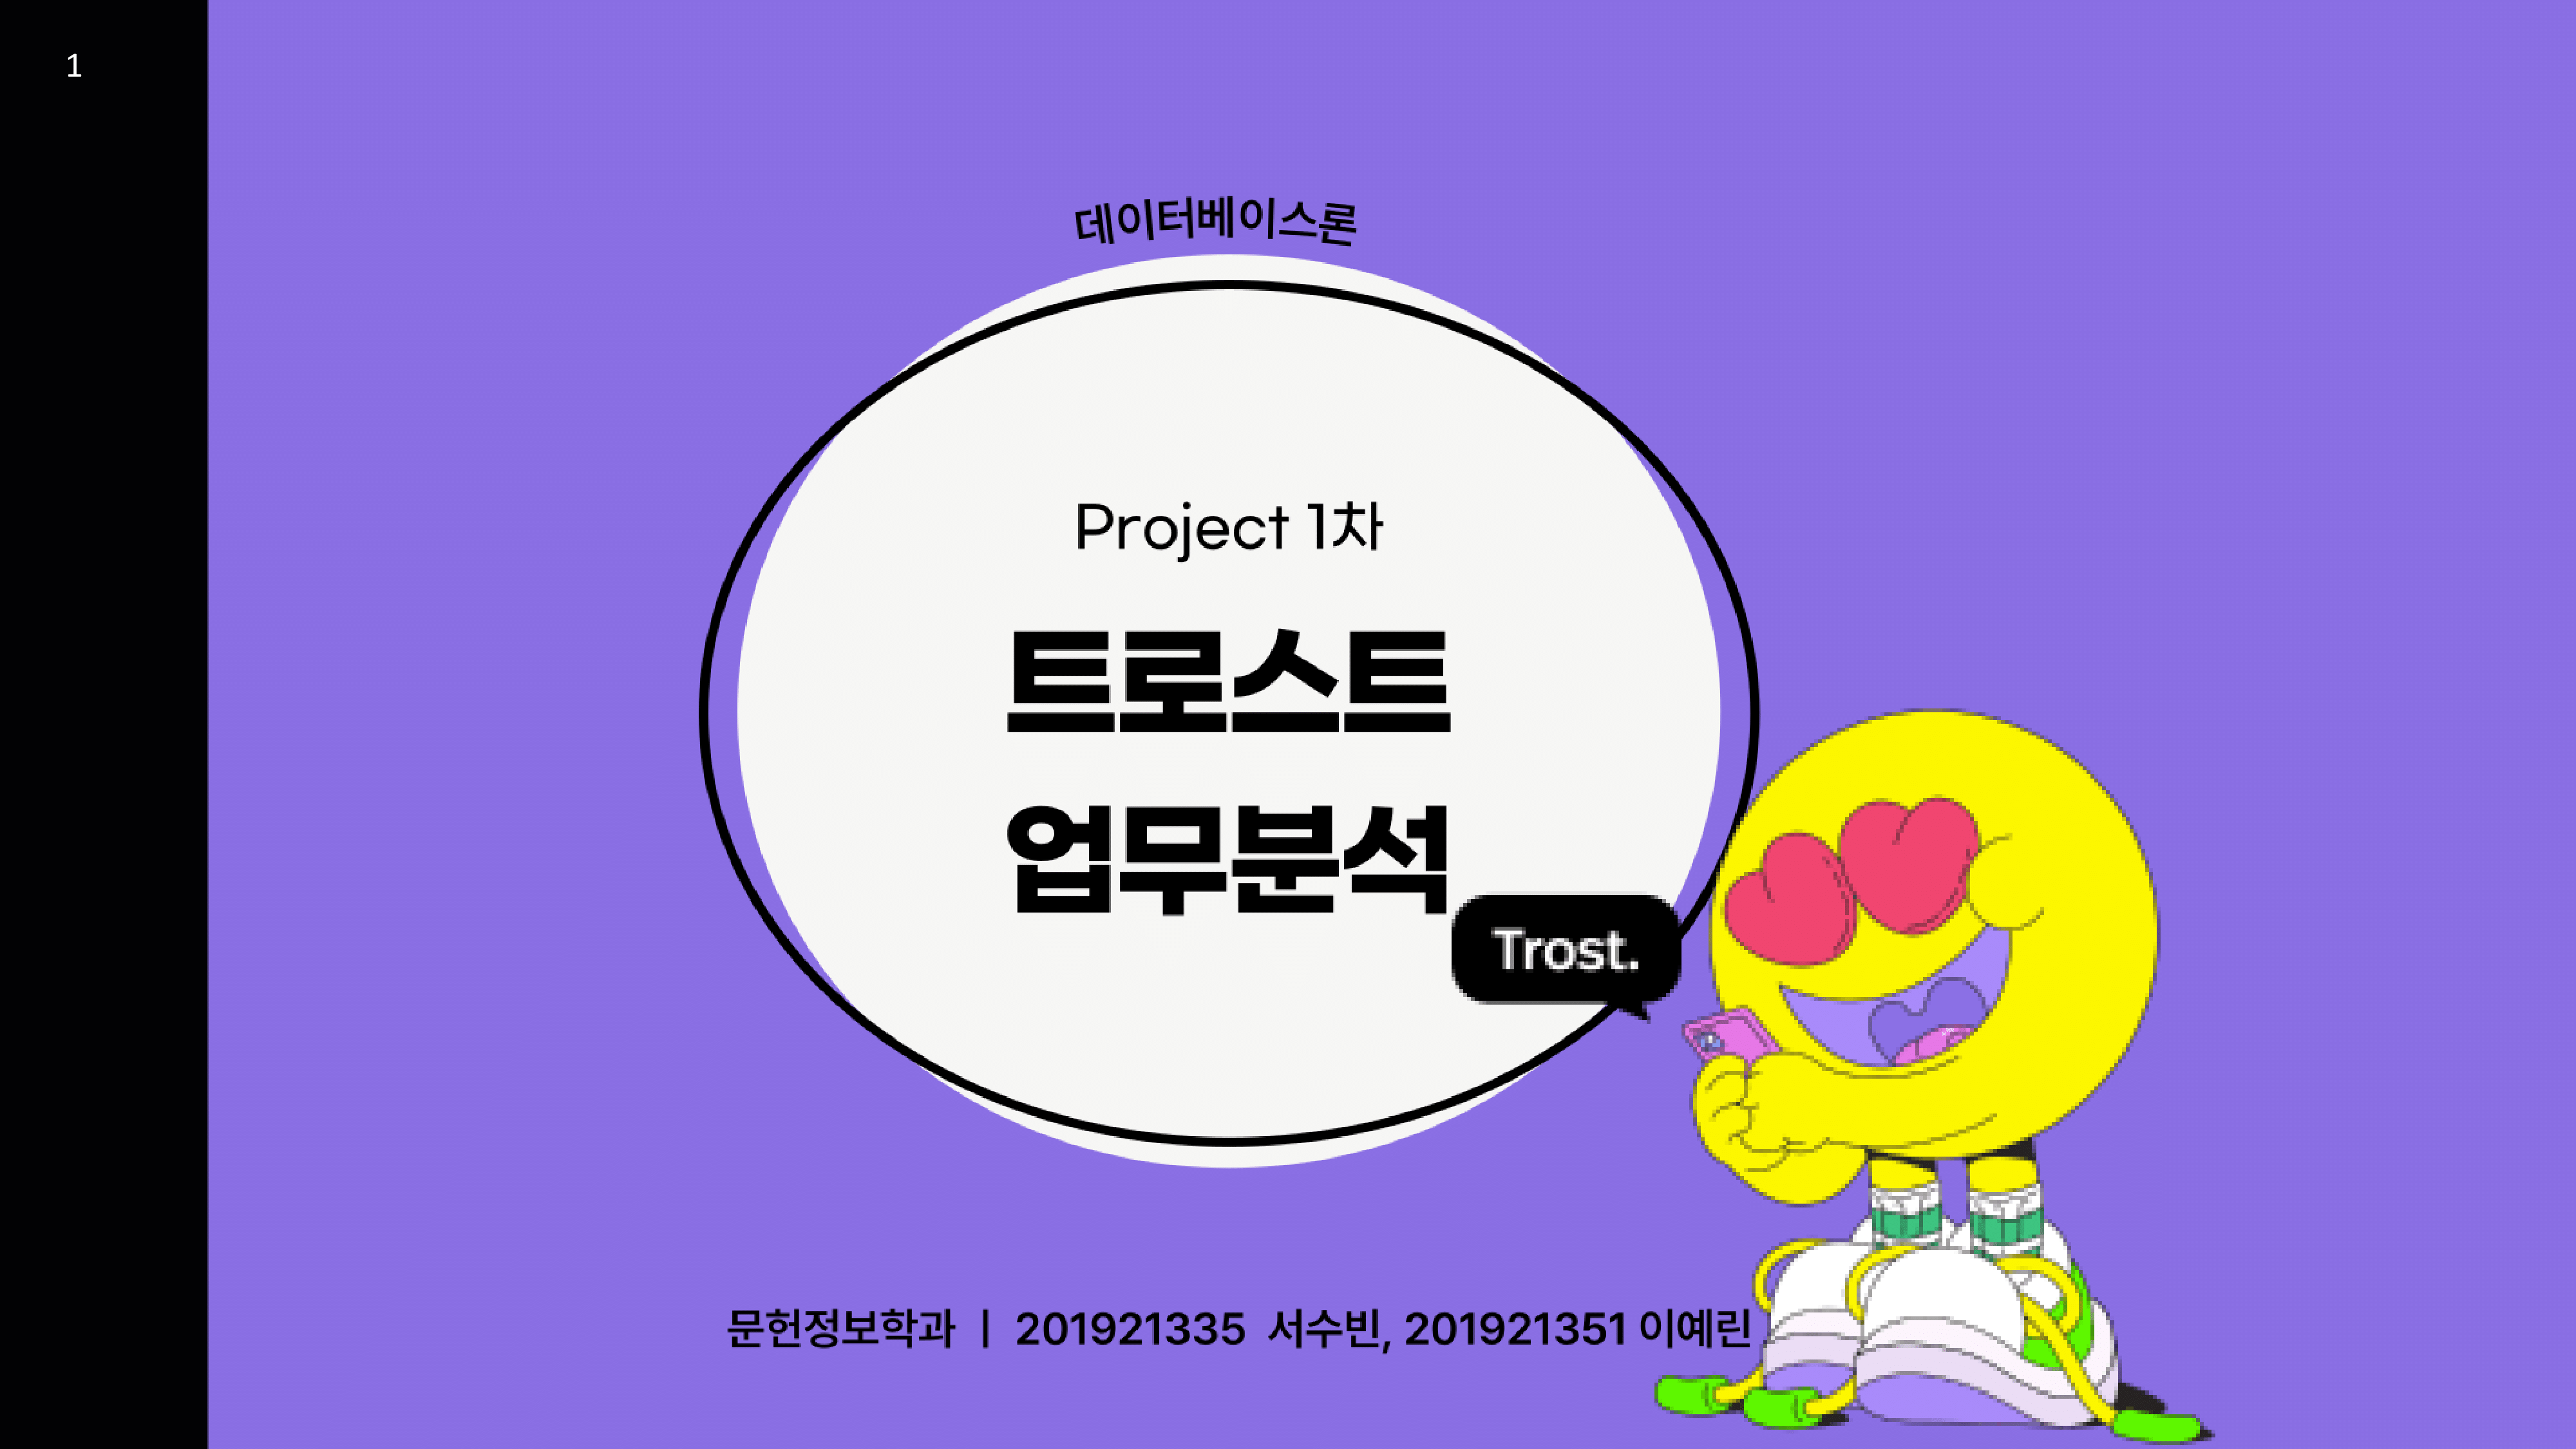 1
데이터베이스론
Project 1차
트로스트
업무분석
Trost.
문헌정보학과 | 201921335 서수빈, 201921351 이예린